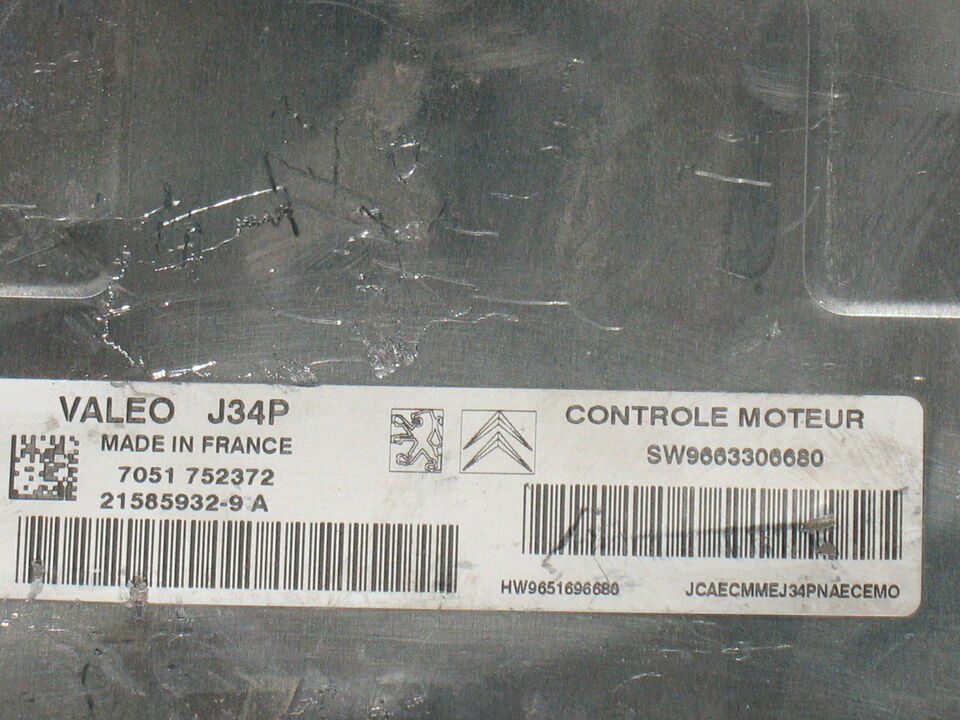 VALEO J34P
MADE IN FRANCE
7051 752372
21585932-9 A
CONTROLE MOTEUR
SW9663306680
HW9651696680 JCAECMMEJ34PNAECEMO